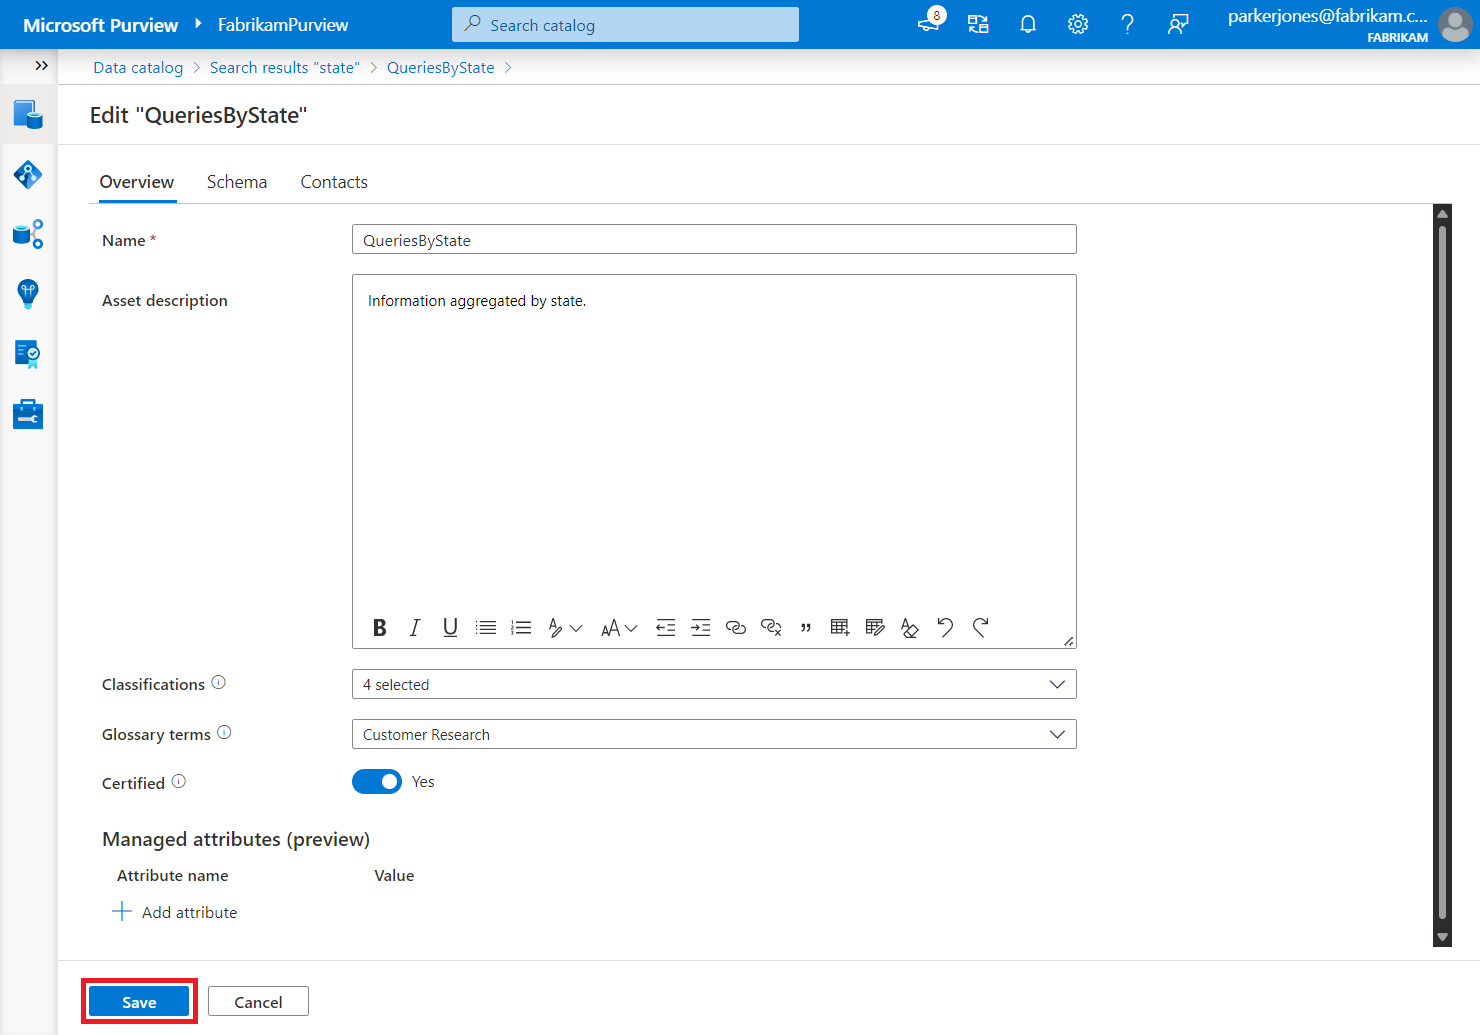 Microsoft Purview FabrikamPurview Search catalog 8 parkerjones@fabrikam.c...
FABRIKAM
Data catalog > Search results "state" > QueriesByState >
Edit "QueriesByState"
Overview Schema Contacts
Name * QueriesByState
Asset description Information aggregated by state.
Classifications 4 selected
Glossary terms Customer Research
Certified Yes
Managed attributes (preview)
Attribute name Value
Add attribute
Save Cancel